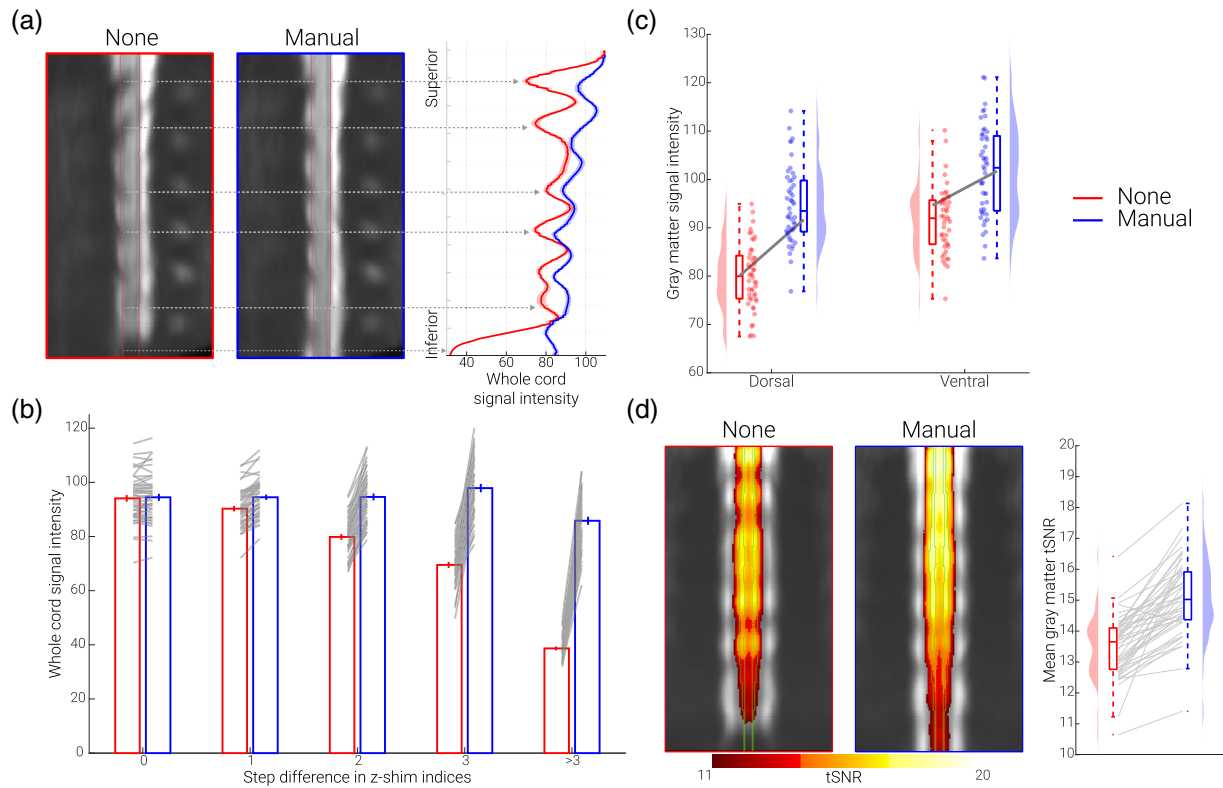 (a)
None
Manual
Superior
Inferior
40
60
80
100
Whole cord
signal intensity
(c)
130
120
110
100
90
80
70
60
Gray matter signal intensity
Dorsal
Ventral
None
Manual
(b)
120
100
80
60
40
20
0
Whole cord signal intensity
0
1
2
3
>3
Step difference in z-shim indices
(d)
None
Manual
11
tSNR
20
20
19
18
17
16
15
14
13
12
11
10
Mean gray matter tSNR